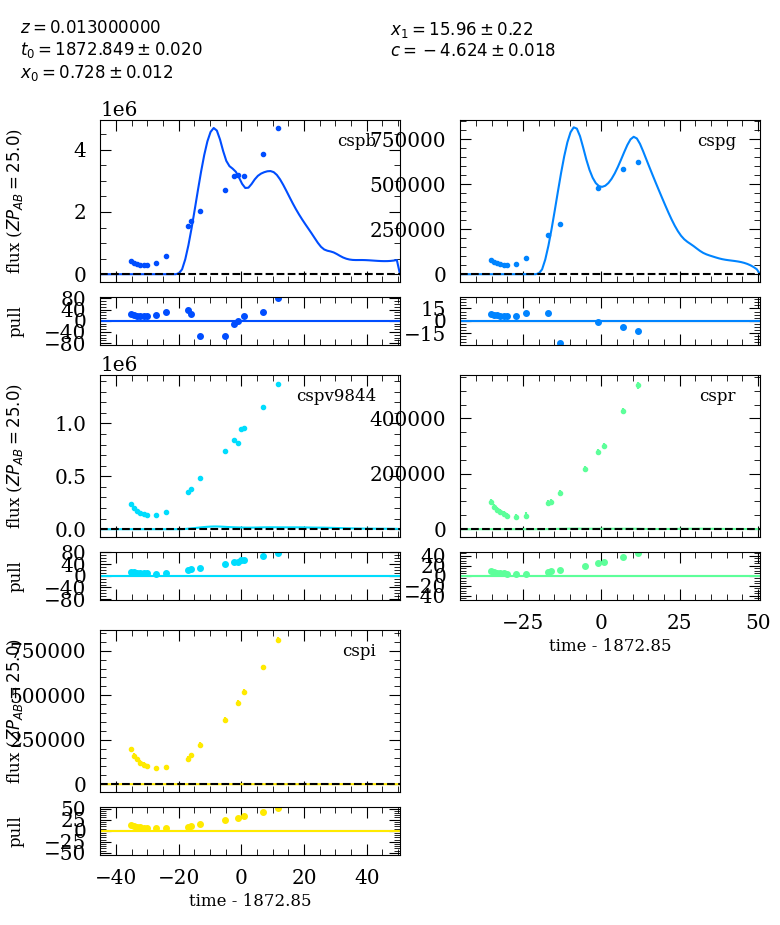 z = 0.013000000
t₀ = 1872.849 ± 0.020
x₀ = 0.728 ± 0.012
x₁ = 15.96 ± 0.22
c = −4.624 ± 0.018
1e6
cspb
flux (ZP_AB = 25.0)
4
2
0
cspg
750000
500000
250000
0
pull
80
40
0
−40
−80
15
0
−15
1e6
cspv9844
flux (ZP_AB = 25.0)
1.0
0.5
0.0
cspr
400000
200000
0
pull
80
40
0
−40
−80
40
20
0
−20
−40
−25 0 25 50
time - 1872.85
cspi
flux (ZP_AB = 25.0)
750000
500000
250000
0
pull
50
25
0
−25
−50
−40 −20 0 20 40
time - 1872.85